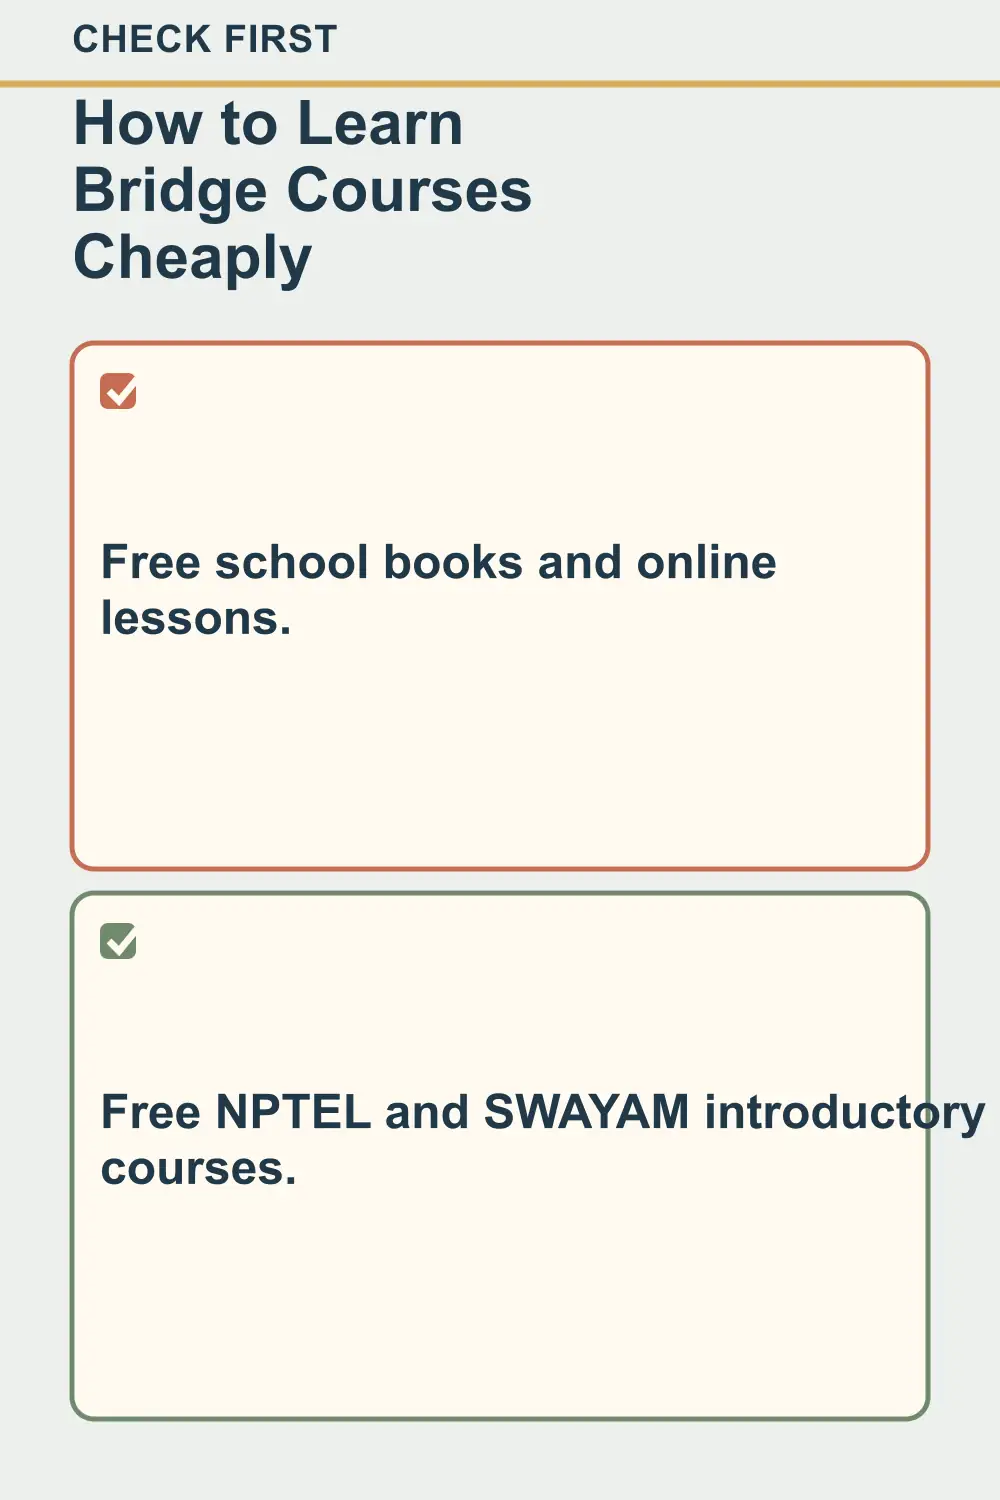 CHECK FIRST
How to Learn
Bridge Courses
Cheaply
Free school books and online
lessons.
Free NPTEL and SWAYAM introductory
courses.